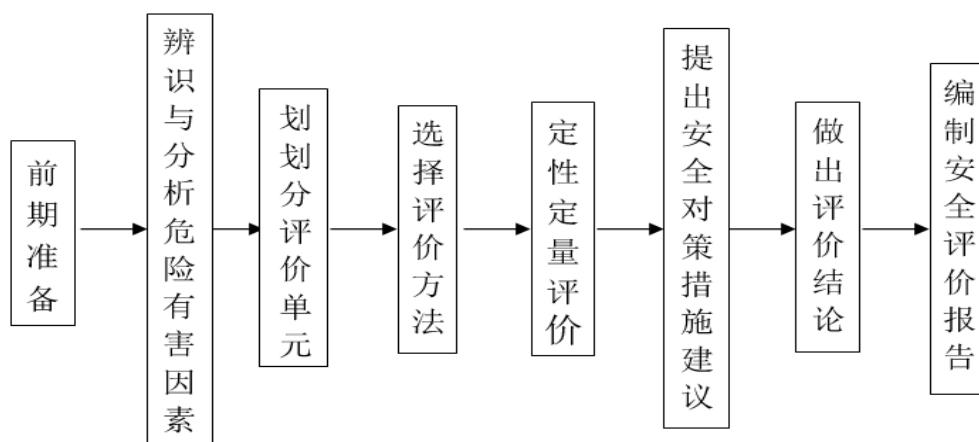 前期准备
辨识与分析危险有害因素
划划分评价单元
选择评价方法
定性定量评价
提出安全对策措施建议
做出评价结论
编制安全评价报告